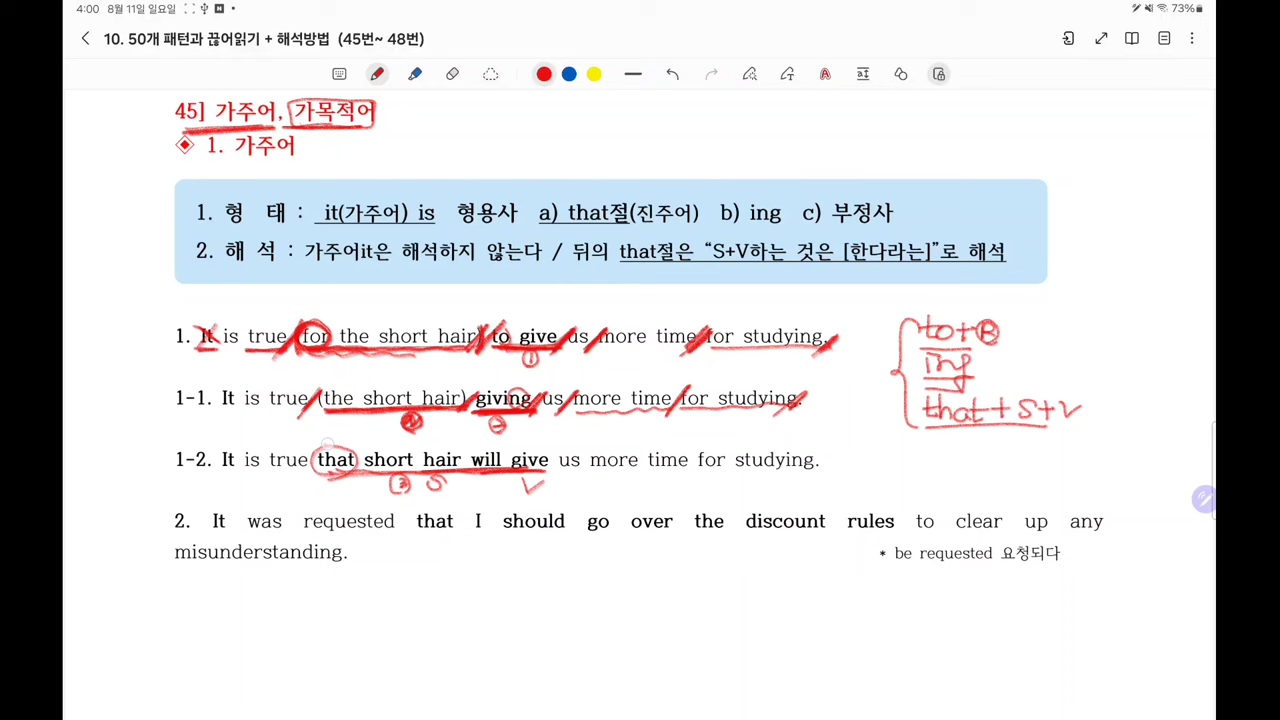 4:00 8월 11일 일요일 73%
10. 50개 패턴과 끊어읽기 + 해석방법 (45번~ 48번)
45] 가주어, 가목적어
1. 가주어
1. 형 태 : it(가주어) is 형용사 a) that절(진주어) b) ing c) 부정사
2. 해 석 : 가주어it은 해석하지 않는다 / 뒤의 that절은 “S+V하는 것은 [한다라는]”로 해석
1. It is true (for the short hair) to give us more time for studying.
①
to+Ⓡ
ing
that+S+V
1-1. It is true (the short hair) giving us more time for studying.
1-2. It is true that short hair will give us more time for studying.
S V
2. It was requested that I should go over the discount rules to clear up any
misunderstanding.
* be requested 요청되다